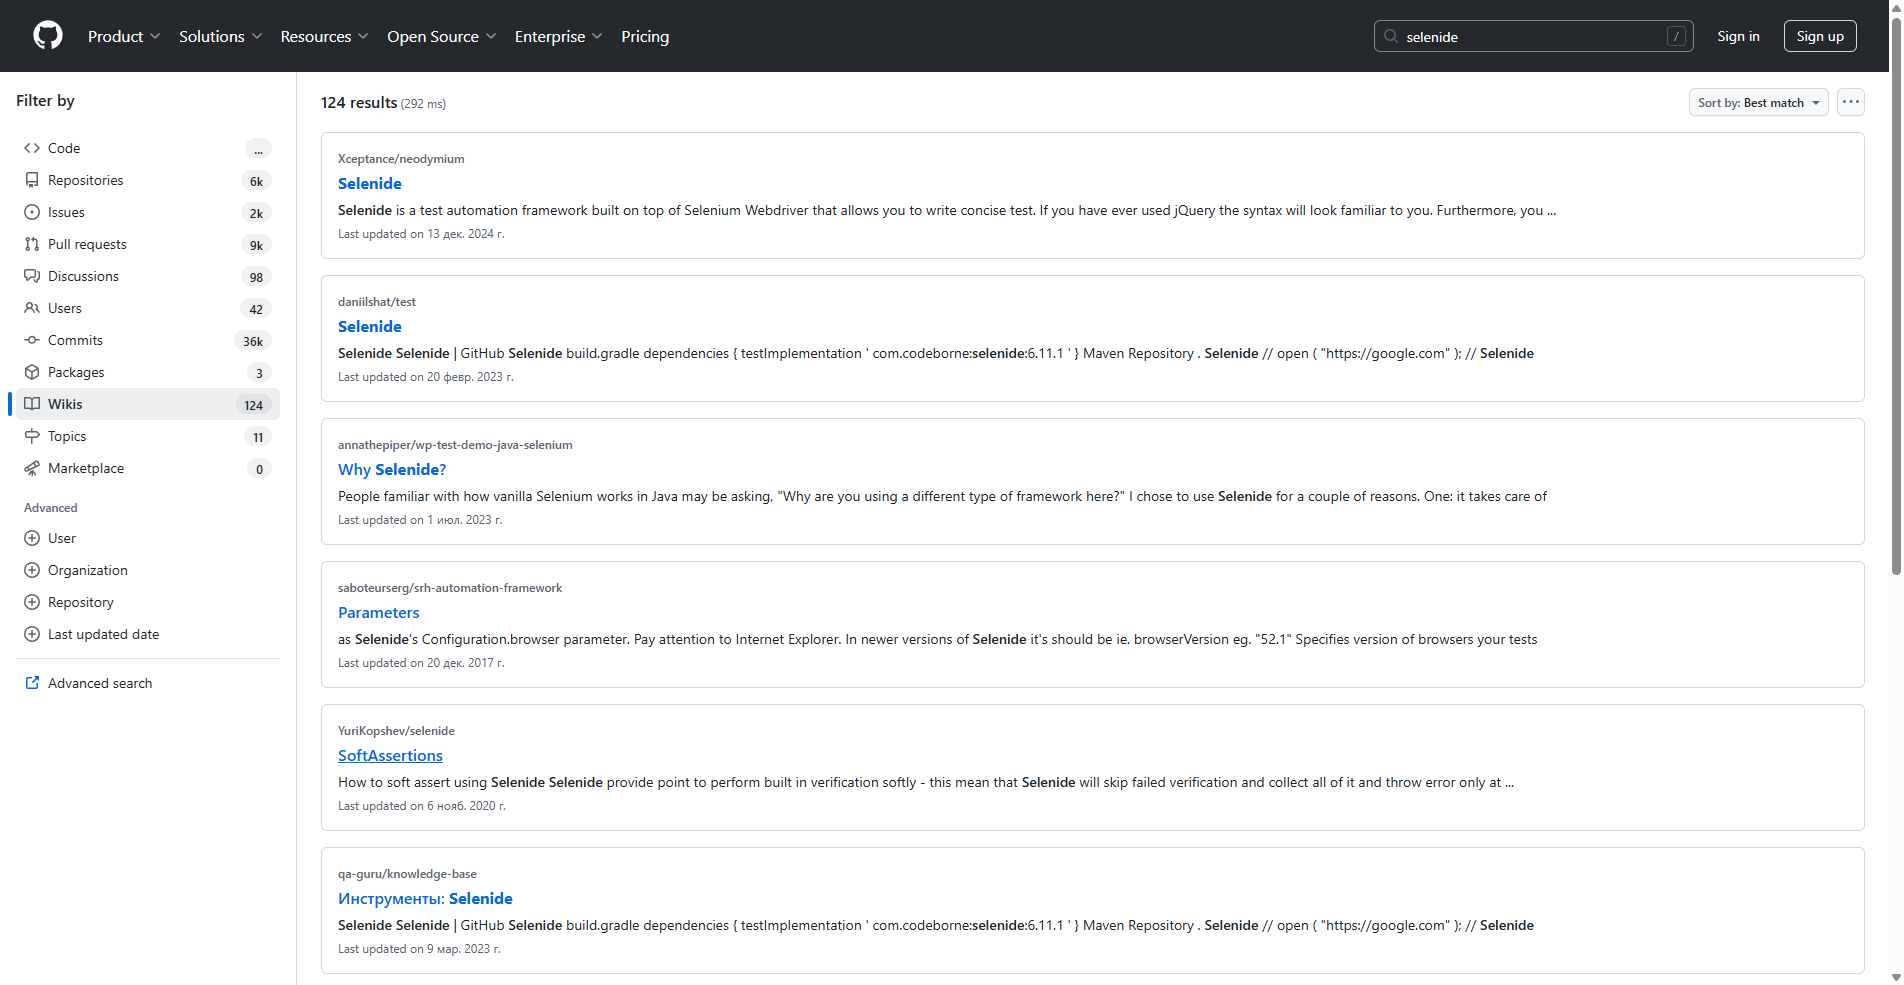 Product Solutions Resources Open Source Enterprise Pricing selenide / Sign in Sign up
Filter by
Code ...
Repositories 6k
Issues 2k
Pull requests 9k
Discussions 98
Users 42
Commits 36k
Packages 3
Wikis 124
Topics 11
Marketplace 0
Advanced
User
Organization
Repository
Last updated date
Advanced search
124 results (292 ms)
Sort by: Best match
Xceptance/neodymium
Selenide
Selenide is a test automation framework built on top of Selenium Webdriver that allows you to write concise test. If you have ever used jQuery the syntax will look familiar to you. Furthermore, you ...
Last updated on 13 дек. 2024 г.
daniilshat/test
Selenide
Selenide Selenide | GitHub Selenide build.gradle dependencies { testImplementation ' com.codeborne:selenide:6.11.1 ' } Maven Repository . Selenide // open ( "https://google.com" ); // Selenide
Last updated on 20 февр. 2023 г.
annathepiper/wp-test-demo-java-selenium
Why Selenide?
People familiar with how vanilla Selenium works in Java may be asking, "Why are you using a different type of framework here?" I chose to use Selenide for a couple of reasons. One: it takes care of
Last updated on 1 июл. 2023 г.
saboteurserg/srh-automation-framework
Parameters
as Selenide's Configuration.browser parameter. Pay attention to Internet Explorer. In newer versions of Selenide it's should be ie. browserVersion eg. "52.1" Specifies version of browsers your tests
Last updated on 20 дек. 2017 г.
YuriKopshev/selenide
SoftAssertions
How to soft assert using Selenide Selenide provide point to perform built in verification softly - this mean that Selenide will skip failed verification and collect all of it and throw error only at ...
Last updated on 6 нояб. 2020 г.
qa-guru/knowledge-base
Инструменты: Selenide
Selenide Selenide | GitHub Selenide build.gradle dependencies { testImplementation ' com.codeborne:selenide:6.11.1 ' } Maven Repository . Selenide // open ( "https://google.com" ); // Selenide
Last updated on 9 мар. 2023 г.